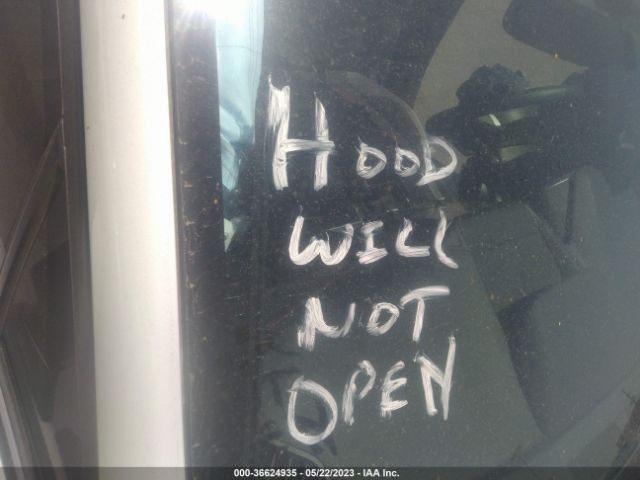 HOOD
WILL
NOT
OPEN
000-36624935 - 05/22/2023 - IAA Inc.